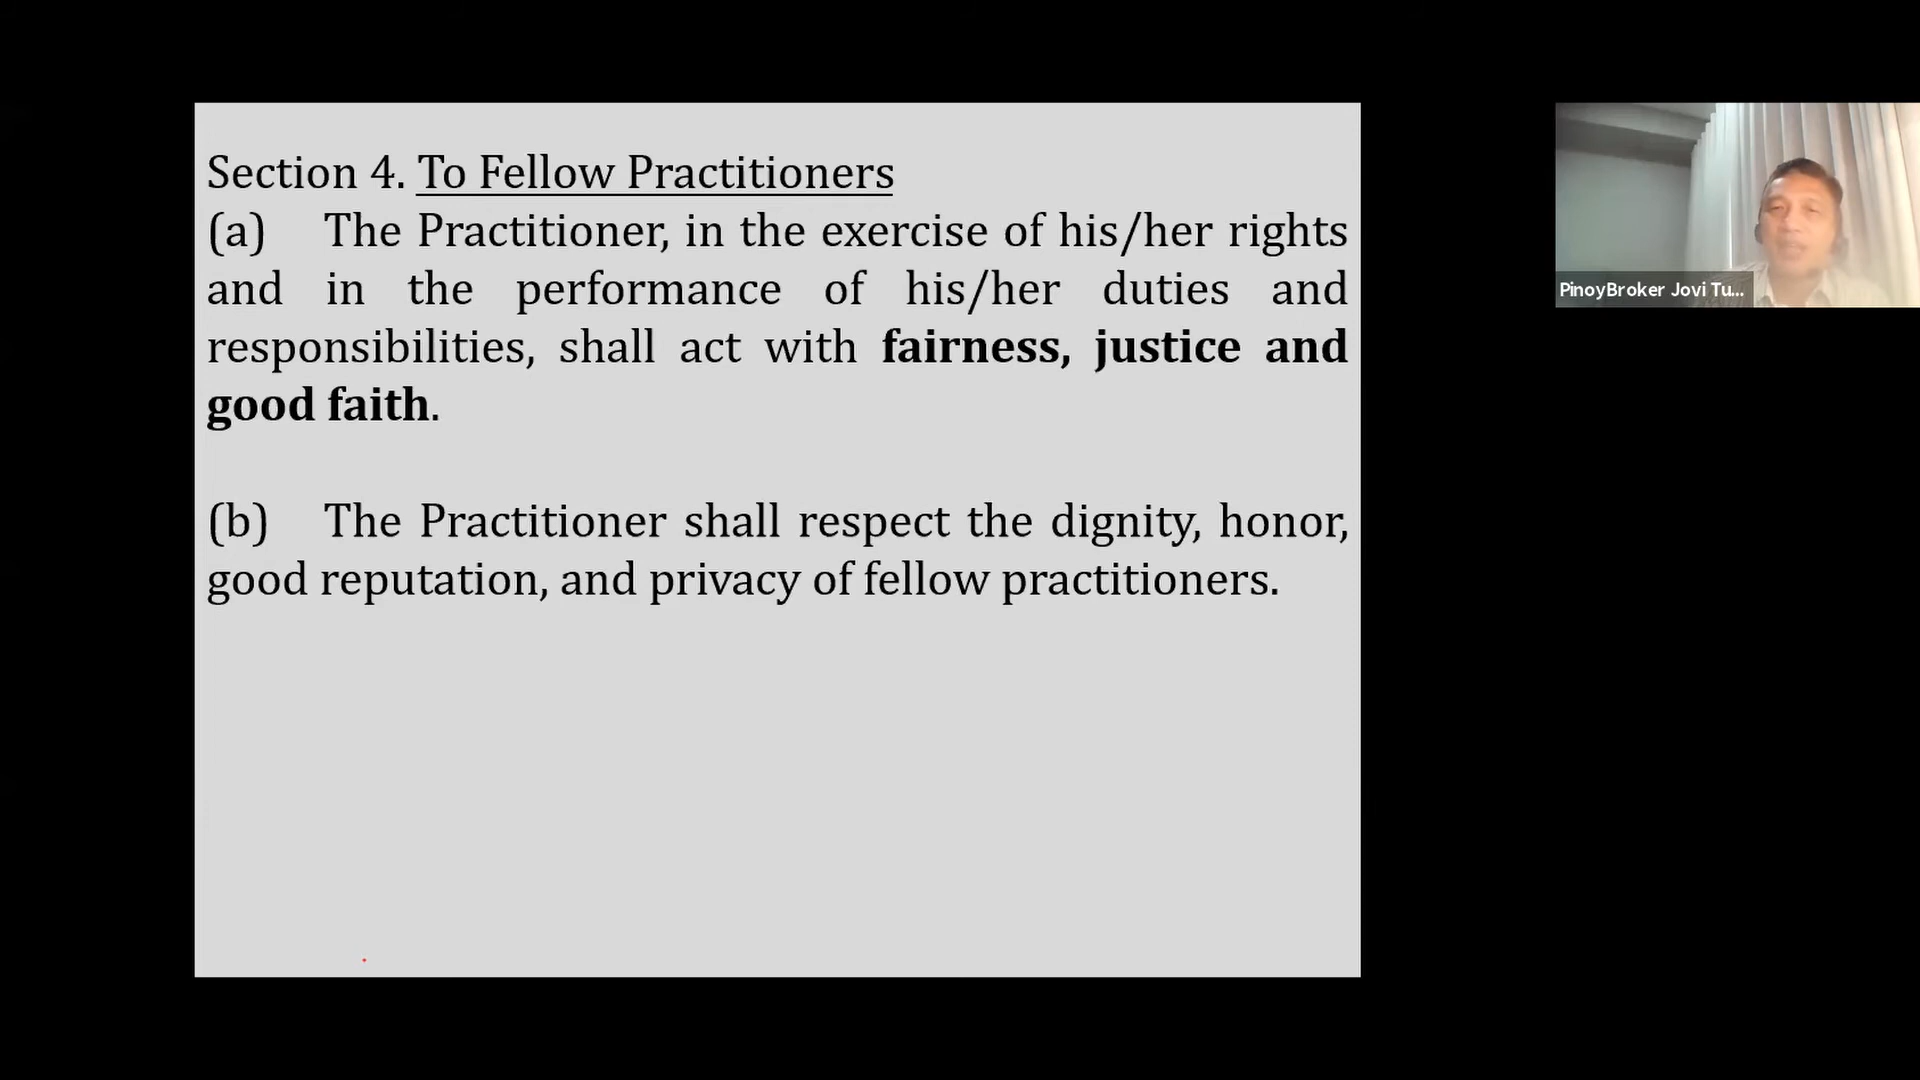 Section 4. To Fellow Practitioners
(a) The Practitioner, in the exercise of his/her rights
and in the performance of his/her duties and
responsibilities, shall act with fairness, justice and
good faith.
(b) The Practitioner shall respect the dignity, honor,
good reputation, and privacy of fellow practitioners.
PinoyBroker Jovi Tu...